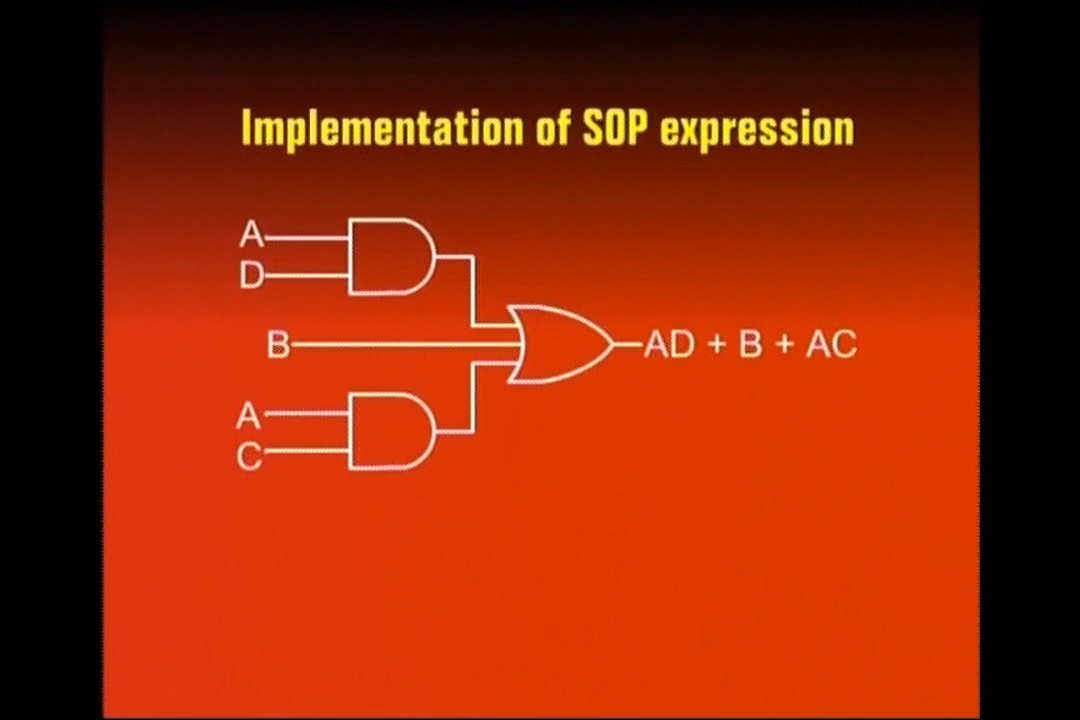 Implementation of SOP expression
A
D
B
AD + B + AC
A
C